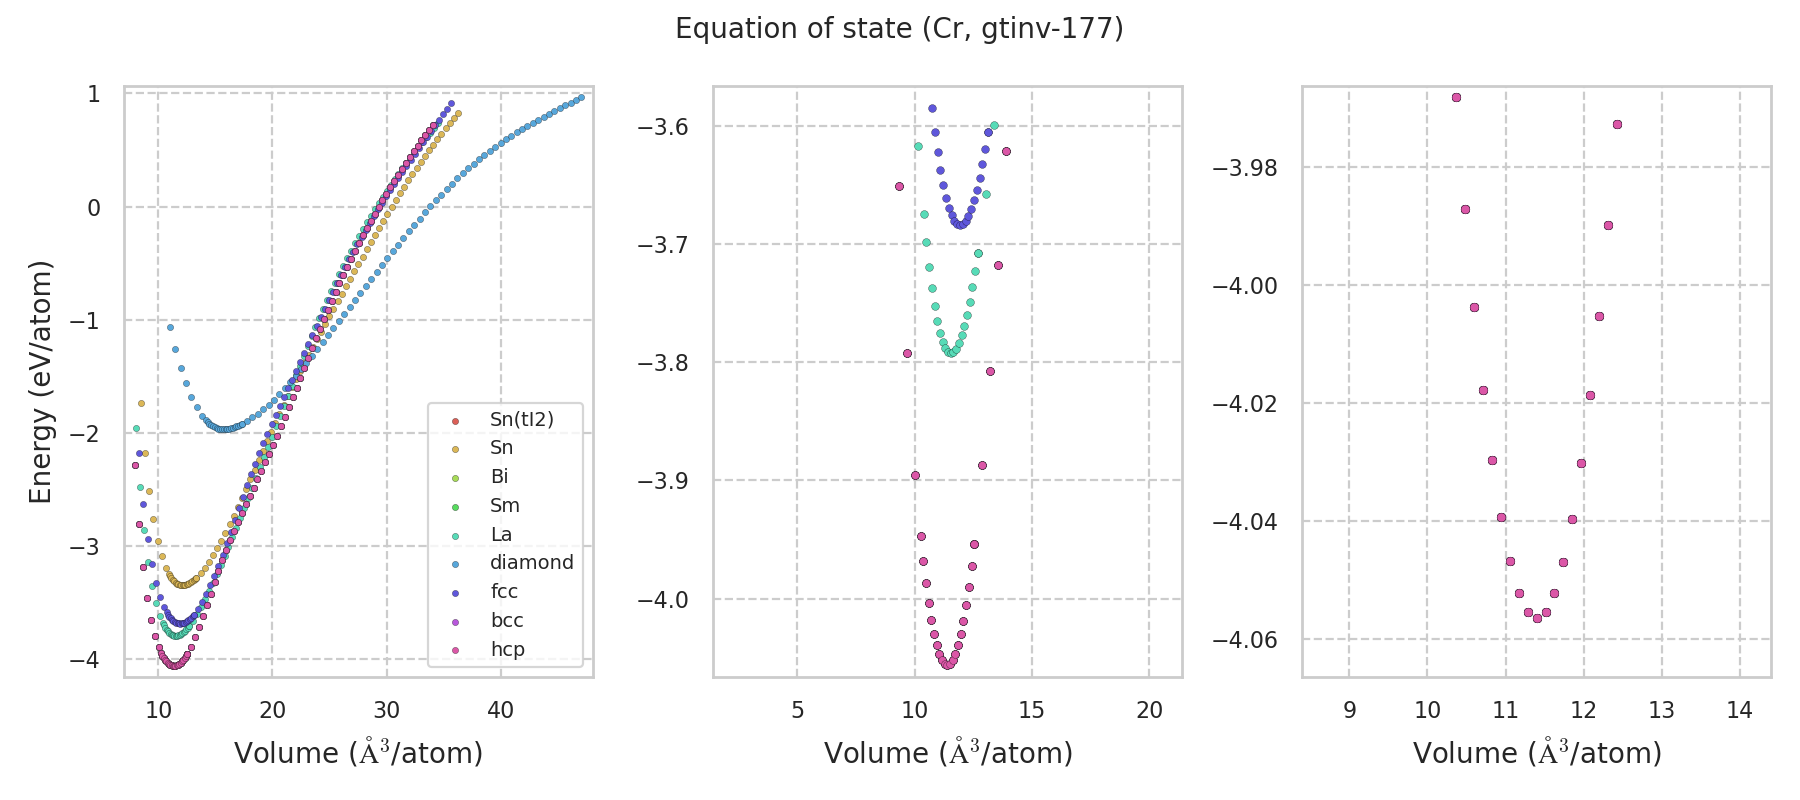 Equation of state (Cr, gtinv-177)
Energy (eV/atom)
1
0
−1
−2
−3
−4
10 20 30 40
Volume (Å³/atom)
Sn(tI2)
Sn
Bi
Sm
La
diamond
fcc
bcc
hcp
−3.6
−3.7
−3.8
−3.9
−4.0
5 10 15 20
Volume (Å³/atom)
−3.98
−4.00
−4.02
−4.04
−4.06
9 10 11 12 13 14
Volume (Å³/atom)